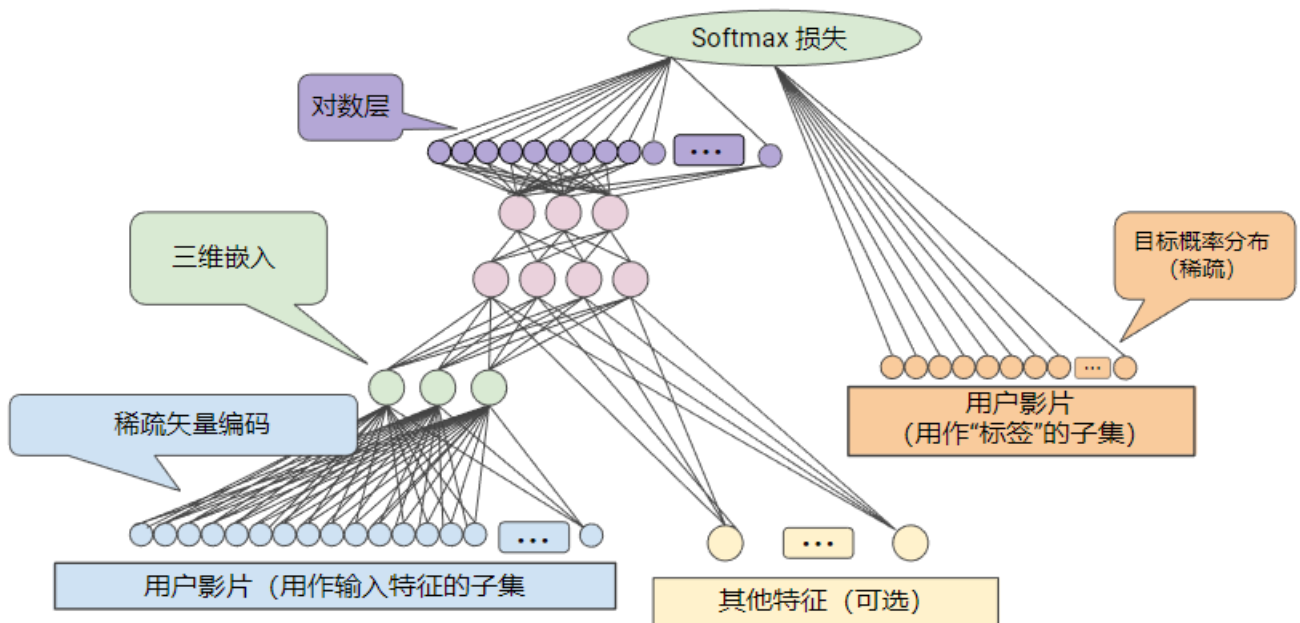 Softmax 损失
对数层
•••
三维嵌入
目标概率分布
（稀疏）
...
用户影片
（用作“标签”的子集）
稀疏矢量编码
•••
•••
用户影片（用作输入特征的子集
其他特征（可选）